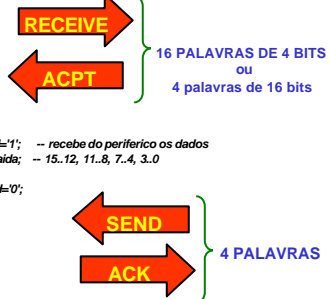 RECEIVE
16 PALAVRAS DE 4 BITS
ou
ACPT
4 palavras de 16 bits
='1'; -- recebe do periferico os dados
aida; -- 15..12, 11..8, 7..4, 3..0
='0';
SEND
4 PALAVRAS
ACK